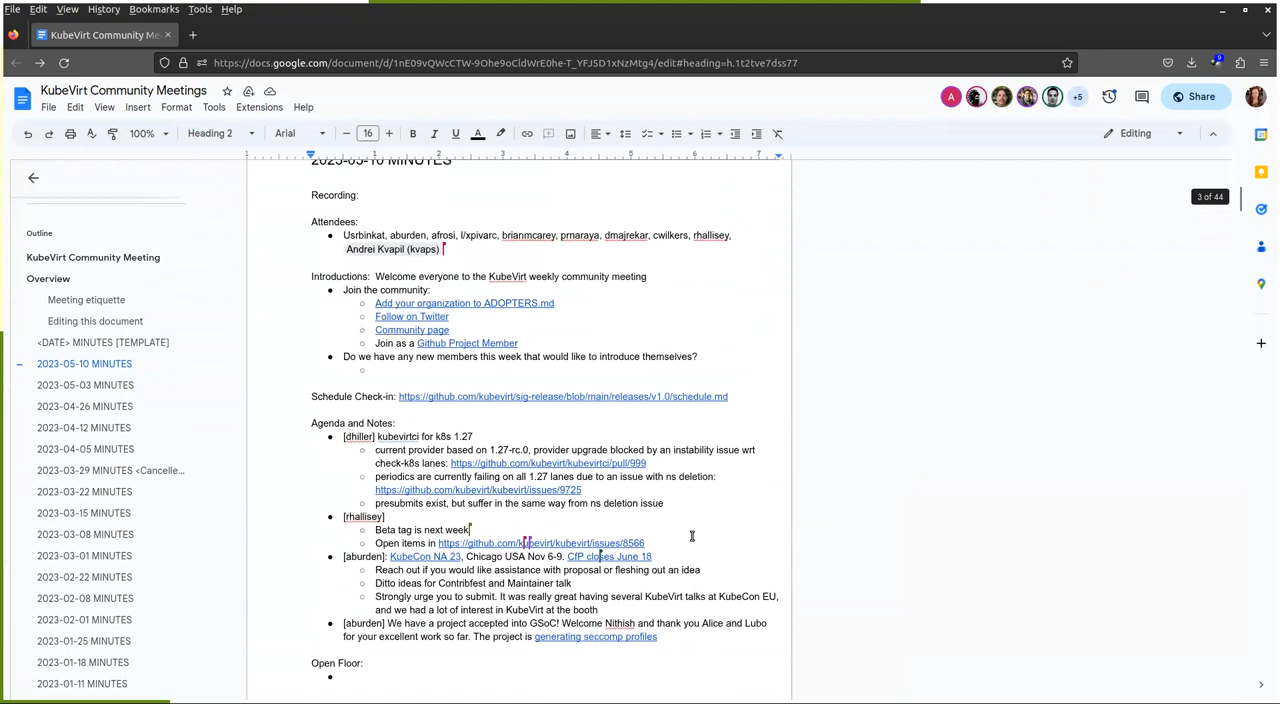 File Edit View History Bookmarks Tools Help
KubeVirt Community Me
https://docs.google.com/document/d/1nE09vQWcCTW-9Ohe9oCldWrE0he-T_YFJ5D1xNzMtg4/edit#heading=h.1t2tve7dss77
KubeVirt Community Meetings
File Edit View Insert Format Tools Extensions Help
A +5 Share
100% Heading 2 Arial 16 Editing
1 1 2 3 4 5 6 7
2023-05-10 MINUTES
3 of 44
Outline
KubeVirt Community Meeting
Overview
Meeting etiquette
Editing this document
<DATE> MINUTES [TEMPLATE]
2023-05-10 MINUTES
2023-05-03 MINUTES
2023-04-26 MINUTES
2023-04-12 MINUTES
2023-04-05 MINUTES
2023-03-29 MINUTES <Cancelle...
2023-03-22 MINUTES
2023-03-15 MINUTES
2023-03-08 MINUTES
2023-03-01 MINUTES
2023-02-22 MINUTES
2023-02-08 MINUTES
2023-02-01 MINUTES
2023-01-25 MINUTES
2023-01-18 MINUTES
2023-01-11 MINUTES
Recording:
Attendees:
Usrbinkat, aburden, afrosi, l/xpivarc, brianmcarey, prnaraya, dmajrekar, cwilkers, rhallisey,
Andrei Kvapil (kvaps)
Introductions: Welcome everyone to the KubeVirt weekly community meeting
Join the community:
Add your organization to ADOPTERS.md
Follow on Twitter
Community page
Join as a Github Project Member
Do we have any new members this week that would like to introduce themselves?
Schedule Check-in: https://github.com/kubevirt/sig-release/blob/main/releases/v1.0/schedule.md
Agenda and Notes:
[dhiller] kubevirtci for k8s 1.27
current provider based on 1.27-rc.0, provider upgrade blocked by an instability issue wrt
check-k8s lanes: https://github.com/kubevirt/kubevirtci/pull/999
periodics are currently failing on all 1.27 lanes due to an issue with ns deletion:
https://github.com/kubevirt/kubevirt/issues/9725
presubmits exist, but suffer in the same way from ns deletion issue
[rhallisey]
Beta tag is next week
Open items in https://github.com/kubevirt/kubevirt/issues/8566
[aburden]: KubeCon NA 23, Chicago USA Nov 6-9. CfP closes June 18
Reach out if you would like assistance with proposal or fleshing out an idea
Ditto ideas for Contribfest and Maintainer talk
Strongly urge you to submit. It was really great having several KubeVirt talks at KubeCon EU,
and we had a lot of interest in KubeVirt at the booth
[aburden] We have a project accepted into GSoC! Welcome Nithish and thank you Alice and Lubo
for your excellent work so far. The project is generating seccomp profiles
Open Floor: